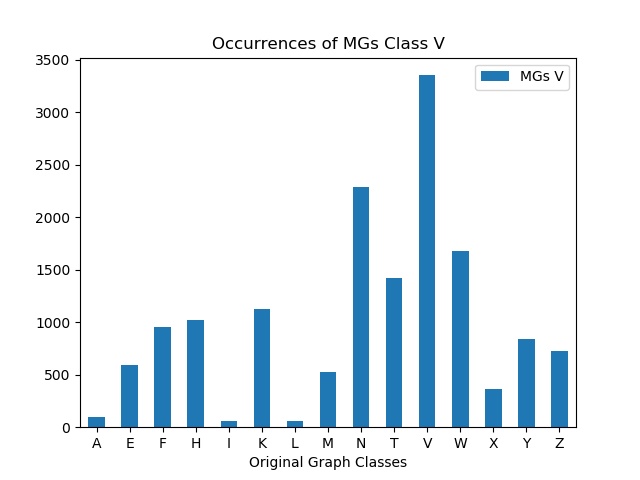 Occurrences of MGs Class V
MGs V
3500
3000
2500
2000
1500
1000
500
0
A E F H I K L M N T V W X Y Z
Original Graph Classes